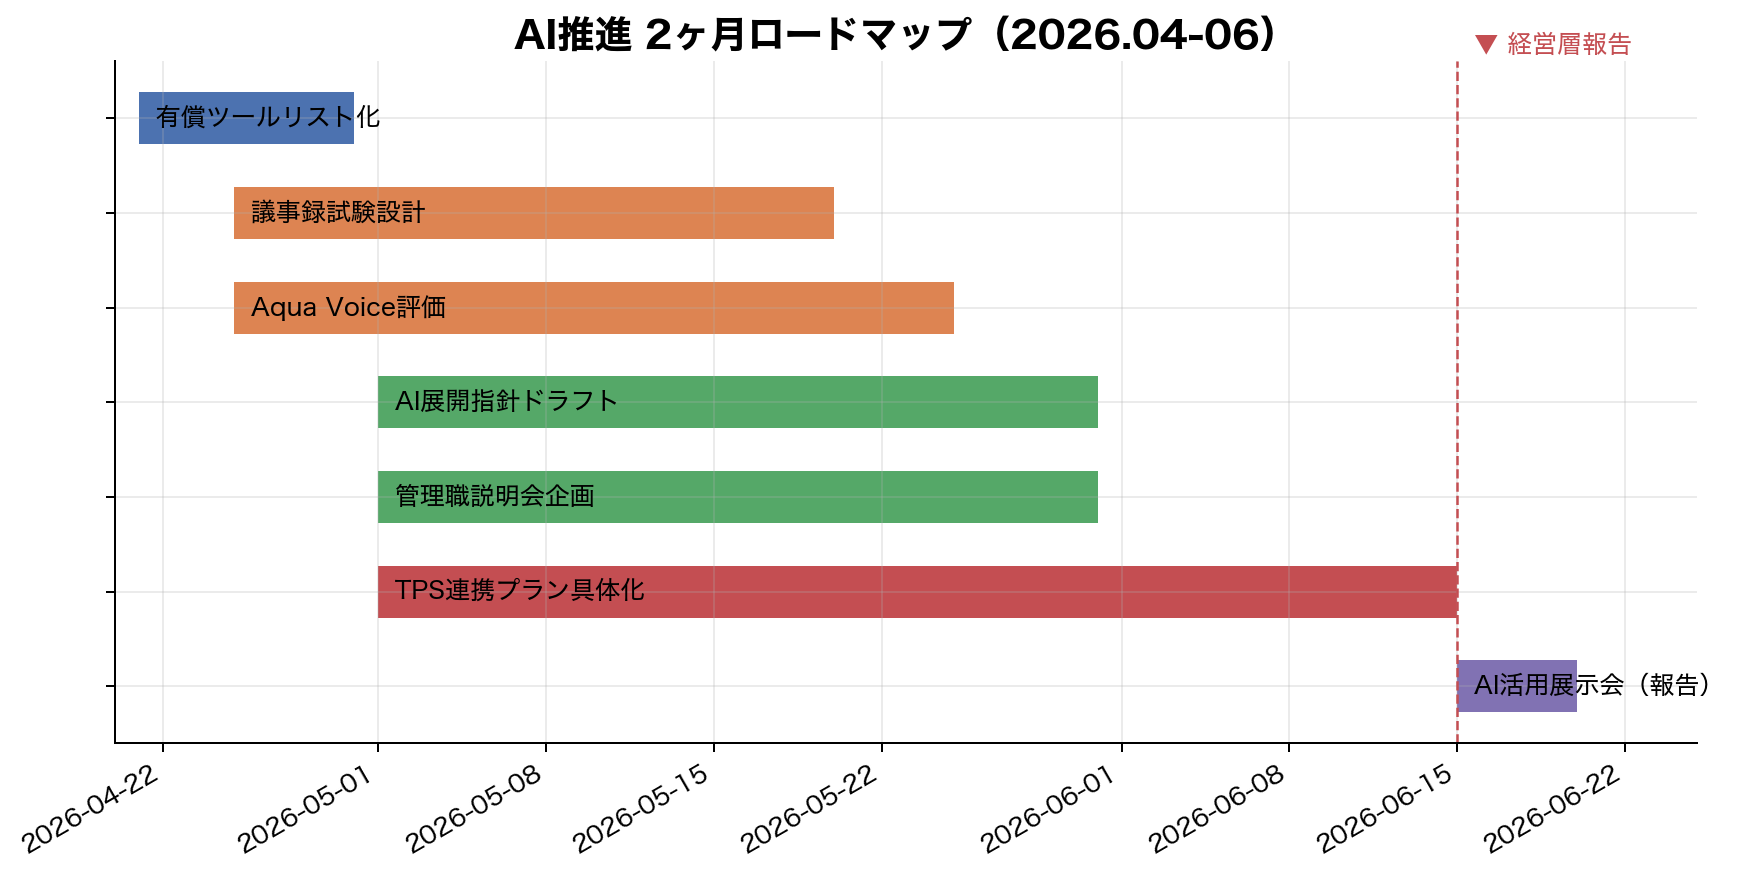 AI推進 2ヶ月ロードマップ（2026.04-06）
▼ 経営層報告
有償ツールリスト化
議事録試験設計
Aqua Voice評価
AI展開指針ドラフト
管理職説明会企画
TPS連携プラン具体化
AI活用展示会（報告）
2026-04-22
2026-05-01
2026-05-08
2026-05-15
2026-05-22
2026-06-01
2026-06-08
2026-06-15
2026-06-22